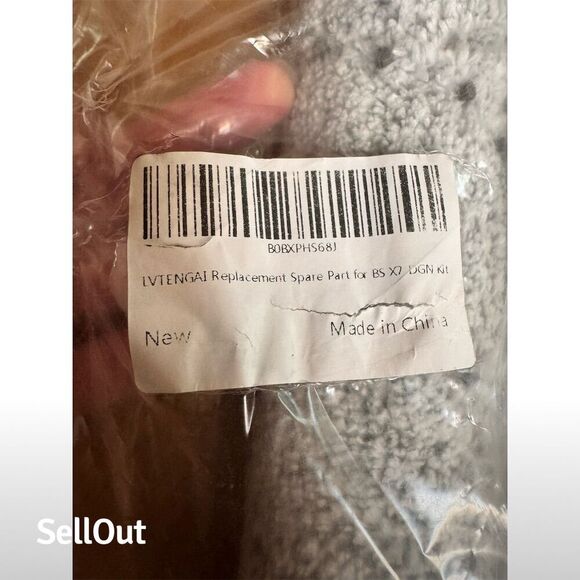 B0BXPHS68J
LVTENGAI Replacement Spare Part for BS X7 DGN Kit
New
Made in China
SellOut